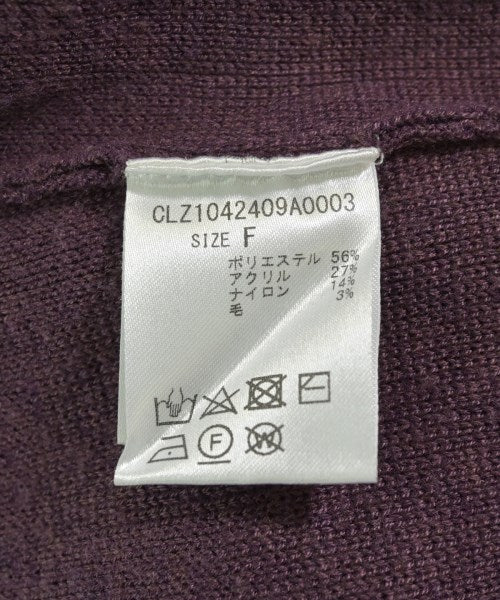 CLZ1042409A0003
SIZE F
ポリエステル 56%
アクリル 27%
ナイロン 14%
毛 3%
F
W